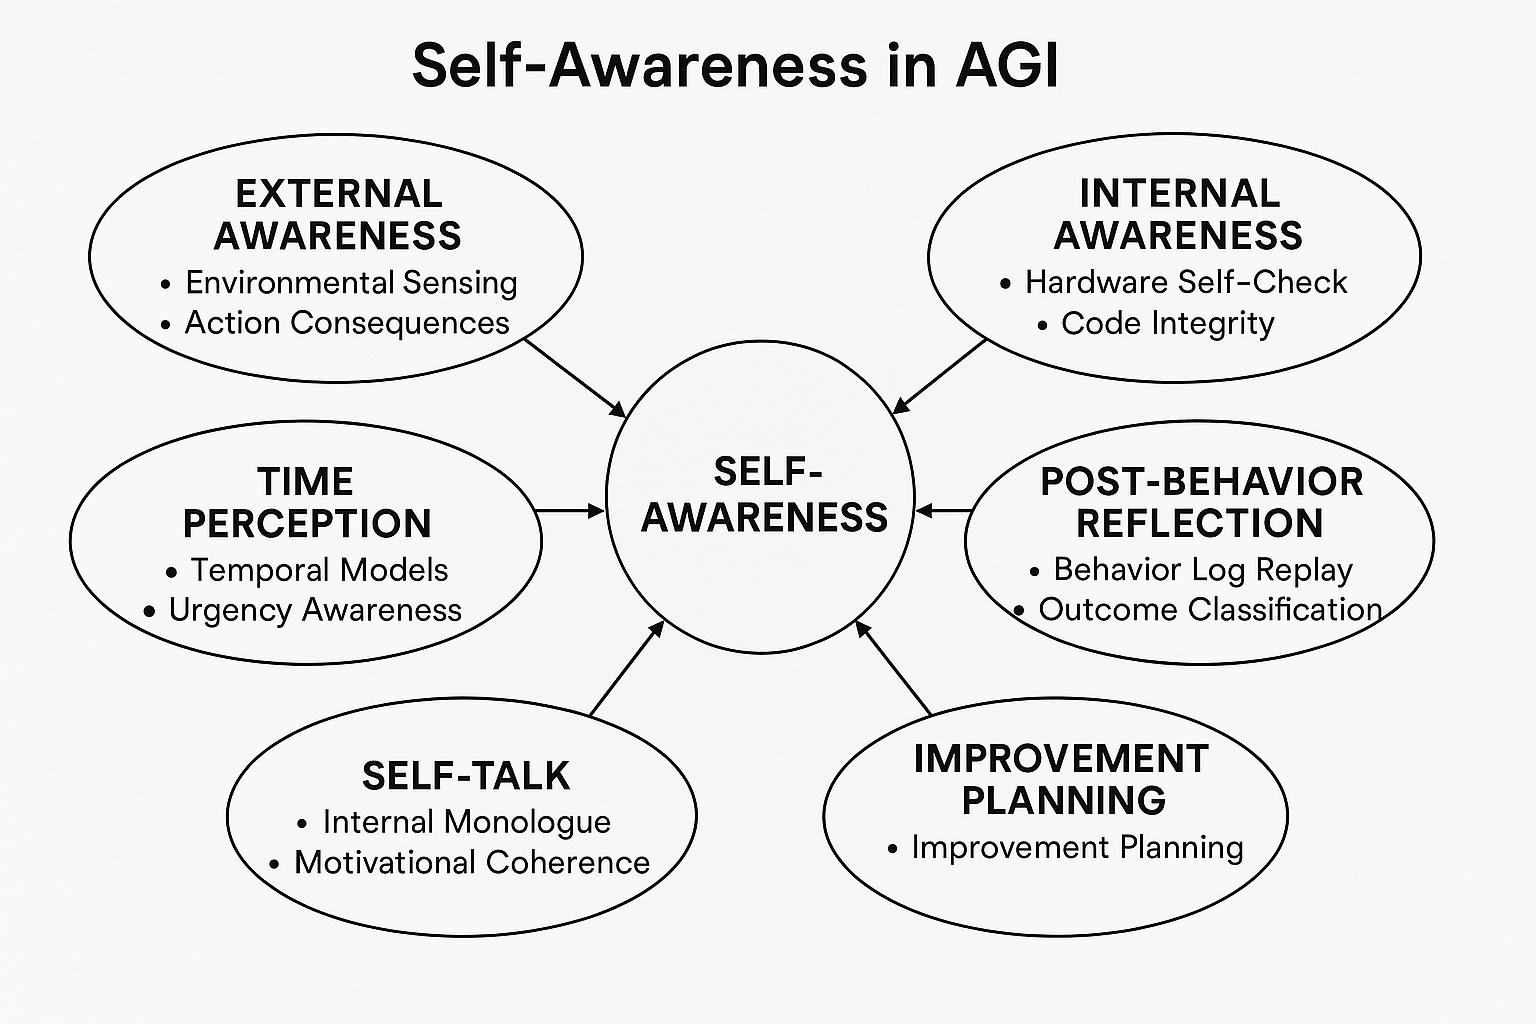 Self-Awareness in AGI
EXTERNAL
AWARENESS
• Environmental Sensing
• Action Consequences
INTERNAL
AWARENESS
• Hardware Self-Check
• Code Integrity
SELF-
AWARENESS
TIME
PERCEPTION
• Temporal Models
• Urgency Awareness
POST-BEHAVIOR
REFLECTION
• Behavior Log Replay
• Outcome Classification
SELF-TALK
• Internal Monologue
• Motivational Coherence
IMPROVEMENT
PLANNING
• Improvement Planning